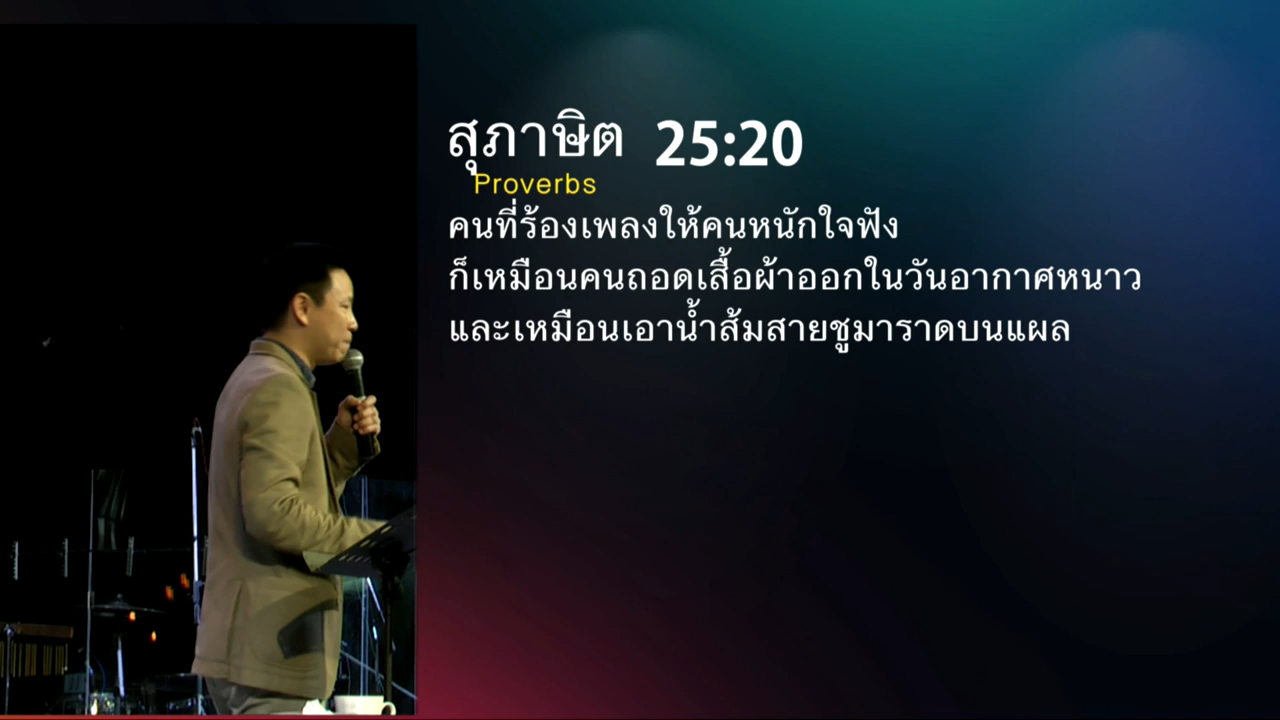 สุภาษิต 25:20
Proverbs
คนที่ร้องเพลงให้คนหนักใจฟัง
ก็เหมือนคนถอดเสื้อผ้าออกในวันอากาศหนาว
และเหมือนเอาน้ำส้มสายชูมาราดบนแผล